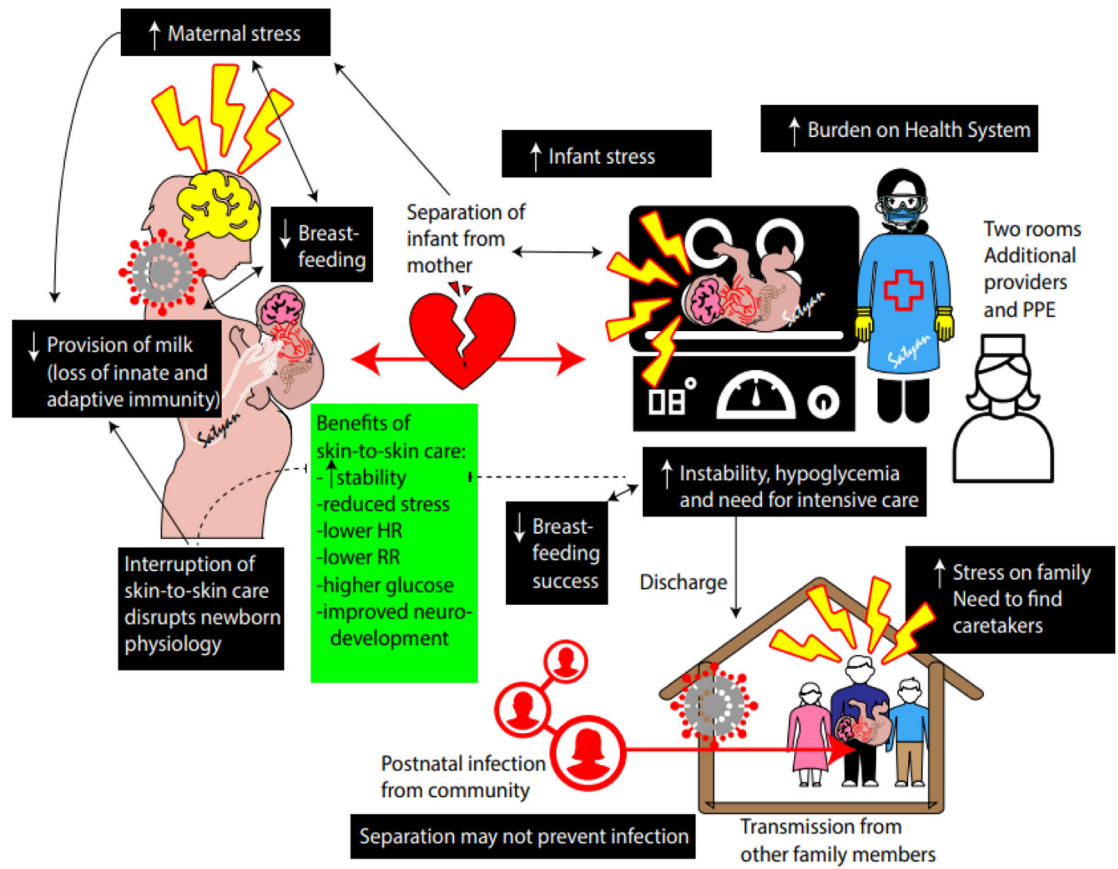 ↑ Maternal stress
↑ Infant stress
↑ Burden on Health System
↓ Breast-
feeding
Separation of
infant from
mother
Two rooms
Additional
providers
and PPE
↓ Provision of milk
(loss of innate and
adaptive immunity)
Satyan
Satyan
Satyan
08°
Benefits of
skin-to-skin care:
-↑stability
-reduced stress
-lower HR
-lower RR
-higher glucose
-improved neuro-
development
↑ Instability, hypoglycemia
and need for intensive care
↓ Breast-
feeding
success
Interruption of
skin-to-skin care
disrupts newborn
physiology
Discharge
↑ Stress on family
Need to find
caretakers
Postnatal infection
from community
Separation may not prevent infection
Transmission from
other family members